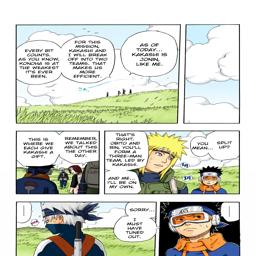 AS OF
TODAY...
KAKASHI IS
JONIN,
LIKE ME.
FOR THIS
MISSION,
KAKASHI AND
I WILL BREAK
OFF INTO TWO
TEAMS. THAT
MAKES US
MORE
EFFICIENT.
EVERY BIT
COUNTS.
AS YOU KNOW,
KONOHA IS AT
THE WEAKEST
IT'S EVER
BEEN.
SPLIT
UP?
YOU
MEAN...
THAT'S
RIGHT,
OBITO AND
RIN, YOU'LL
FORM A
THREE-MAN
TEAM, LED BY
KAKASHI.
AND ME...
I'LL BE ON
MY OWN.
REMEMBER,
WE TALKED
ABOUT THIS
THE OTHER
DAY.
THIS IS
WHERE WE
EACH GIVE
KAKASHI
A GIFT.
SORRY...
I
MUST
HAVE
TUNED
OUT.